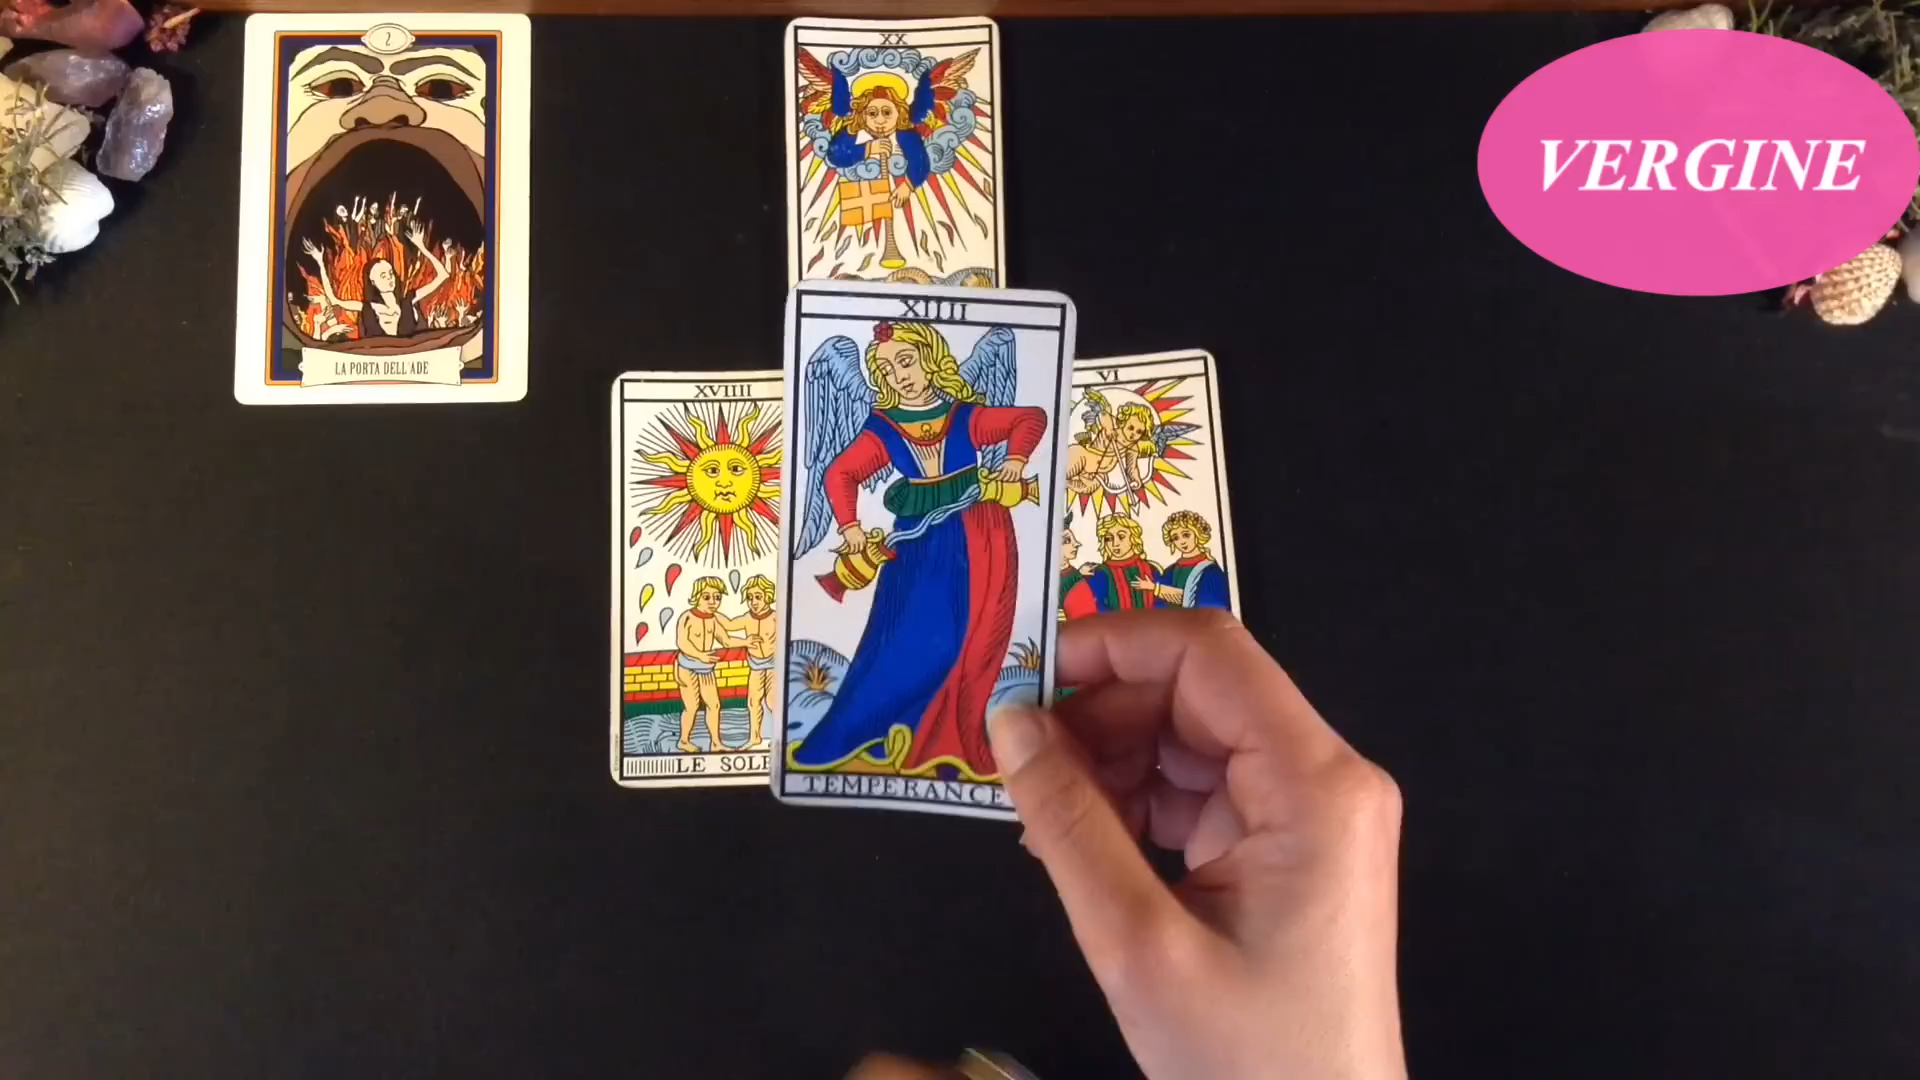 2
LA PORTA DELL'ADE
XX
VERGINE
XIIII
TEMPERANCE
XVIIII
LE SOLE
VI